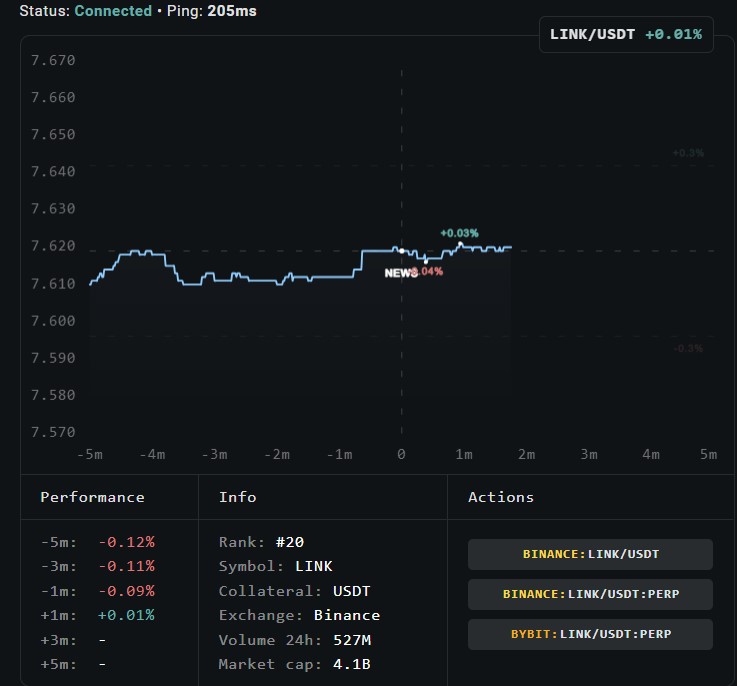 Status: Connected • Ping: 205ms
LINK/USDT +0.01%
7.670
7.660
7.650
7.640
7.630
7.620
7.610
7.600
7.590
7.580
7.570
+0.3%
+0.03%
NEWS
.04%
-0.3%
-5m -4m -3m -2m -1m 0 1m 2m 3m 4m 5m
Performance
-5m: -0.12%
-3m: -0.11%
-1m: -0.09%
+1m: +0.01%
+3m: -
+5m: -
Info
Rank: #20
Symbol: LINK
Collateral: USDT
Exchange: Binance
Volume 24h: 527M
Market cap: 4.1B
Actions
BINANCE:LINK/USDT
BINANCE:LINK/USDT:PERP
BYBIT:LINK/USDT:PERP